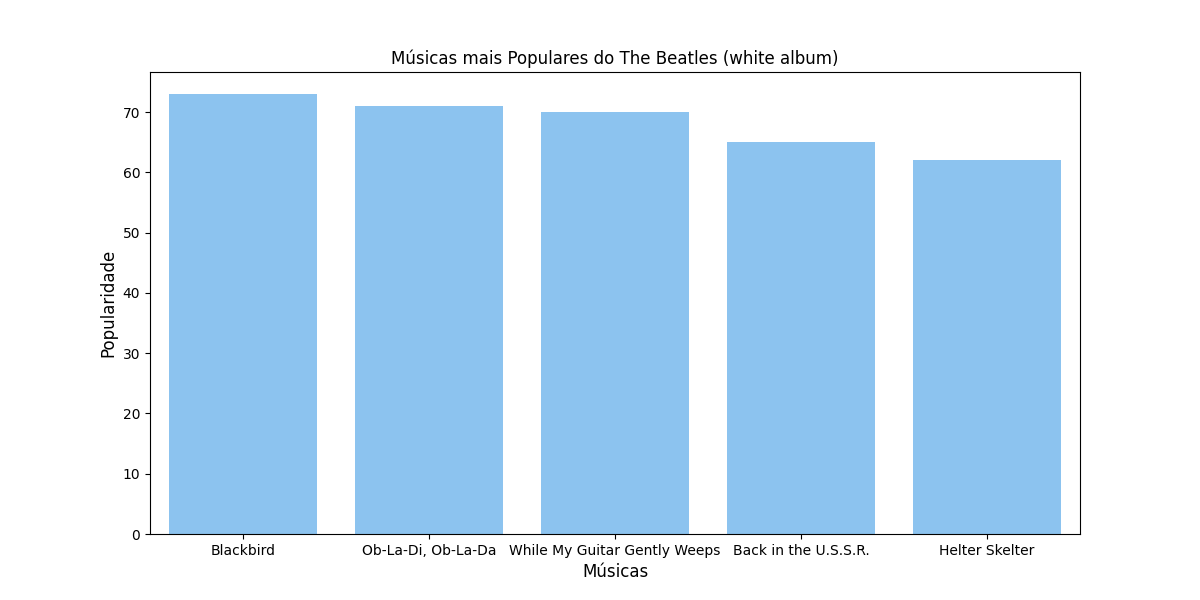 Músicas mais Populares do The Beatles (white album)
Popularidade
70
60
50
40
30
20
10
0
Blackbird
Ob-La-Di, Ob-La-Da
While My Guitar Gently Weeps
Back in the U.S.S.R.
Helter Skelter
Músicas